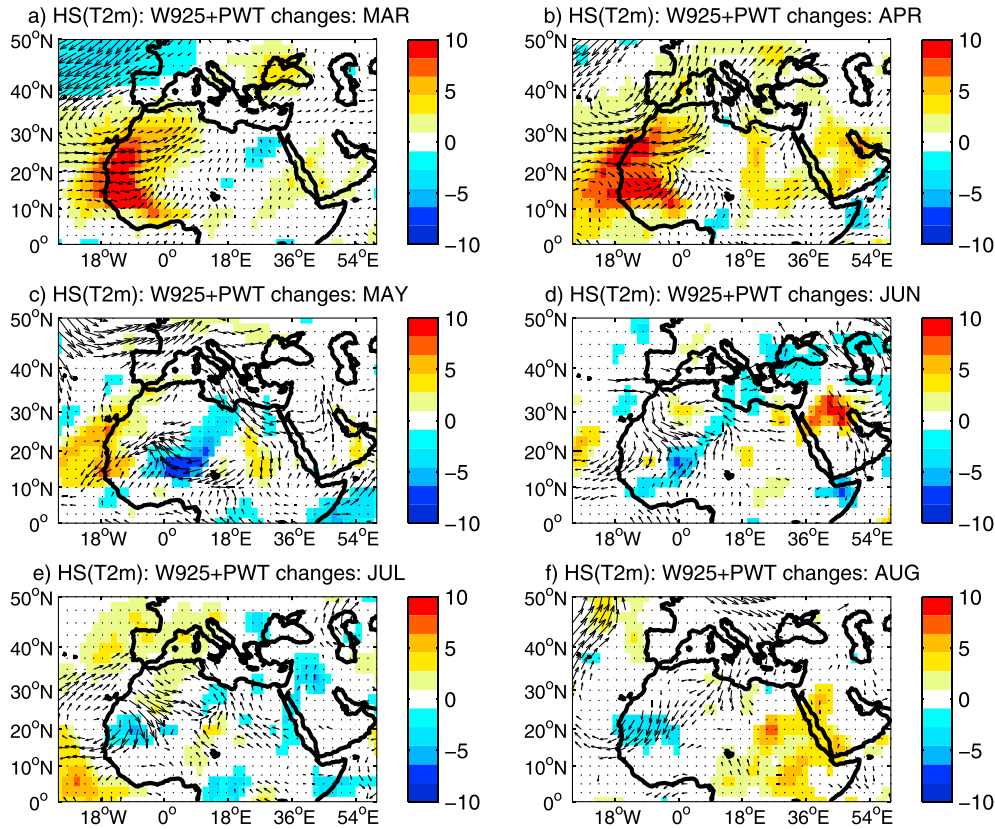 a) HS(T2m): W925+PWT changes: MAR
50°N
40°N
30°N
20°N
10°N
0°
18°W 0° 18°E 36°E 54°E
10
5
0
−5
−10
b) HS(T2m): W925+PWT changes: APR
50°N
40°N
30°N
20°N
10°N
0°
18°W 0° 18°E 36°E 54°E
10
5
0
−5
−10
c) HS(T2m): W925+PWT changes: MAY
50°N
40°N
30°N
20°N
10°N
0°
18°W 0° 18°E 36°E 54°E
10
5
0
−5
−10
d) HS(T2m): W925+PWT changes: JUN
50°N
40°N
30°N
20°N
10°N
0°
18°W 0° 18°E 36°E 54°E
10
5
0
−5
−10
e) HS(T2m): W925+PWT changes: JUL
50°N
40°N
30°N
20°N
10°N
0°
18°W 0° 18°E 36°E 54°E
10
5
0
−5
−10
f) HS(T2m): W925+PWT changes: AUG
50°N
40°N
30°N
20°N
10°N
0°
18°W 0° 18°E 36°E 54°E
10
5
0
−5
−10